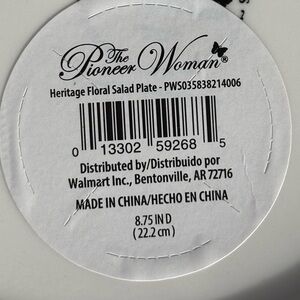 The
Pioneer Woman®
Heritage Floral Salad Plate - PWS035838214006
0 13302 59268 5
Distributed by/Distribuido por
Walmart Inc., Bentonville, AR 72716
MADE IN CHINA/HECHO EN CHINA
8.75 IN D
(22.2 cm)